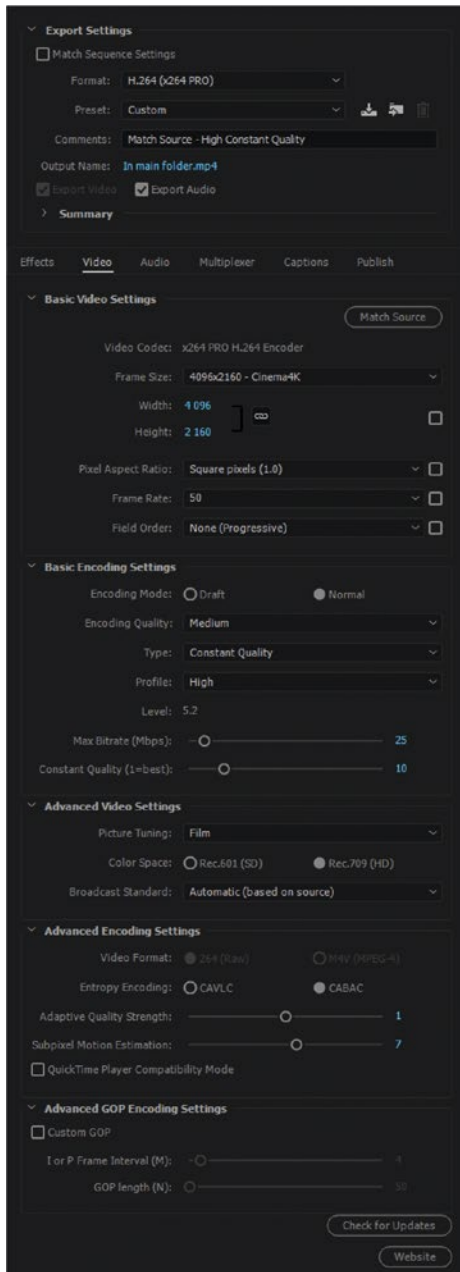 Export Settings
Match Sequence Settings
Format: H.264 (x264 PRO)
Preset: Custom
Comments: Match Source - High Constant Quality
Output Name: In main folder.mp4
Export Video Export Audio
Summary
Effects Video Audio Multiplexer Captions Publish
Basic Video Settings
Match Source
Video Codec: x264 PRO H.264 Encoder
Frame Size: 4096x2160 - Cinema4K
Width: 4 096
Height: 2 160
Pixel Aspect Ratio: Square pixels (1.0)
Frame Rate: 50
Field Order: None (Progressive)
Basic Encoding Settings
Encoding Mode: Draft Normal
Encoding Quality: Medium
Type: Constant Quality
Profile: High
Level: 5.2
Max Bitrate (Mbps): 25
Constant Quality (1=best): 10
Advanced Video Settings
Picture Tuning: Film
Color Space: Rec.601 (SD) Rec.709 (HD)
Broadcast Standard: Automatic (based on source)
Advanced Encoding Settings
Video Format: 264 (Raw) M4V (MPEG-4)
Entropy Encoding: CAVLC CABAC
Adaptive Quality Strength: 1
Subpixel Motion Estimation: 7
QuickTime Player Compatibility Mode
Advanced GOP Encoding Settings
Custom GOP
I or P Frame Interval (M): 4
GOP length (N): 50
Check for Updates
Website